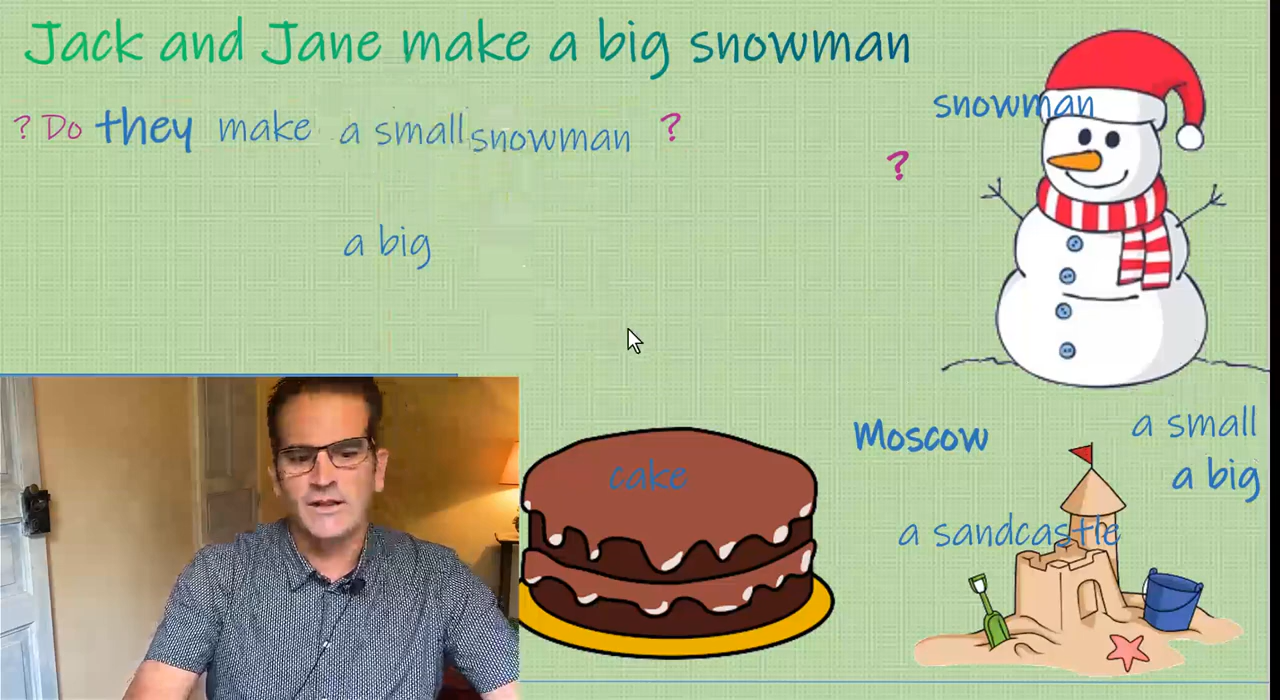 Jack and Jane make a big snowman
? Do they make a small snowman ?
snowman
?
a big
Moscow
a small
a big
cake
a sandcastle